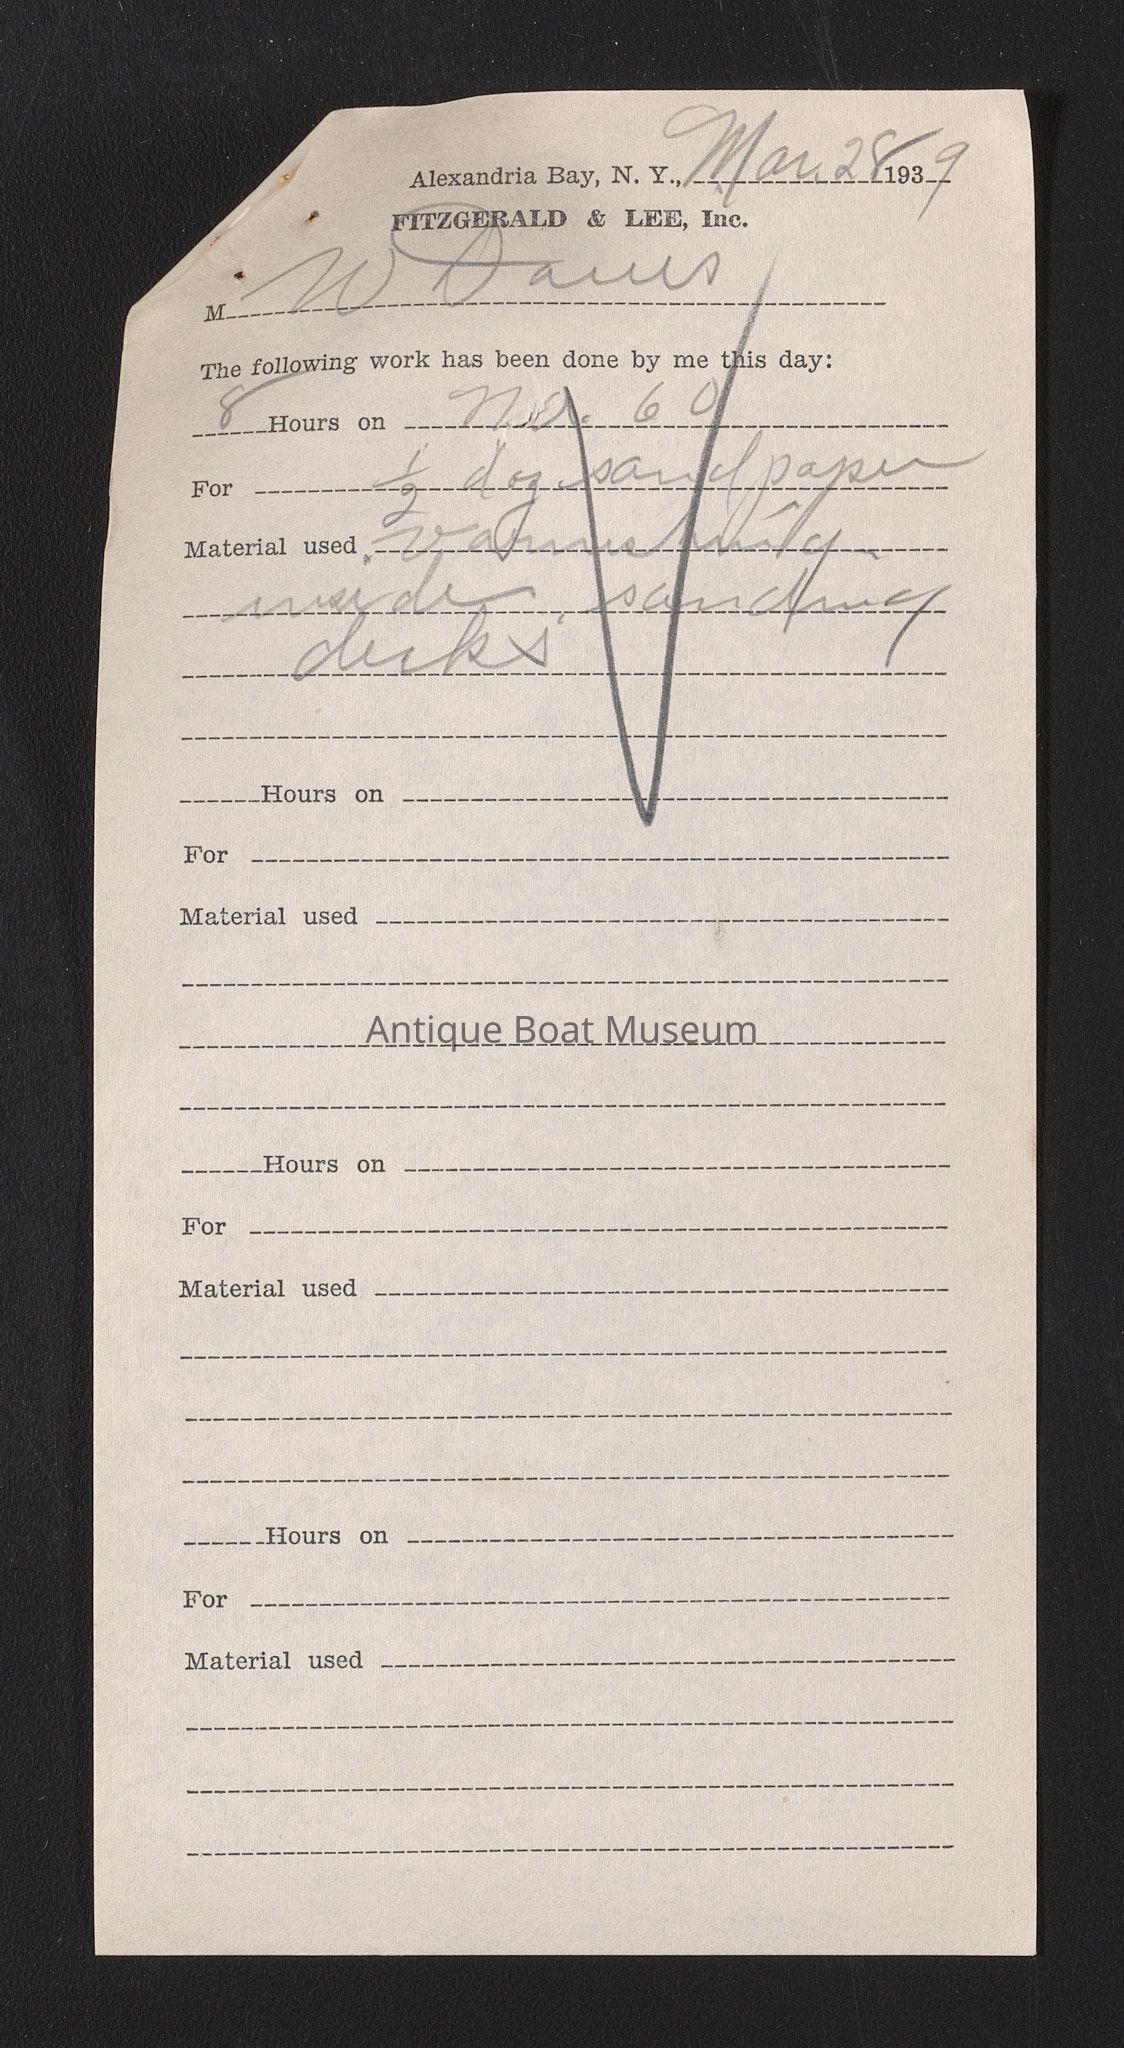 Alexandria Bay, N. Y., Mar. 28 1939
FITZGERALD & LEE, Inc.
M W Davis
The following work has been done by me this day:
8 Hours on No. 60
For 1/2 doz sandpaper
Material used varnishing
inside sanding
decks
Hours on
For
Material used
Antique Boat Museum
Hours on
For
Material used
Hours on
For
Material used